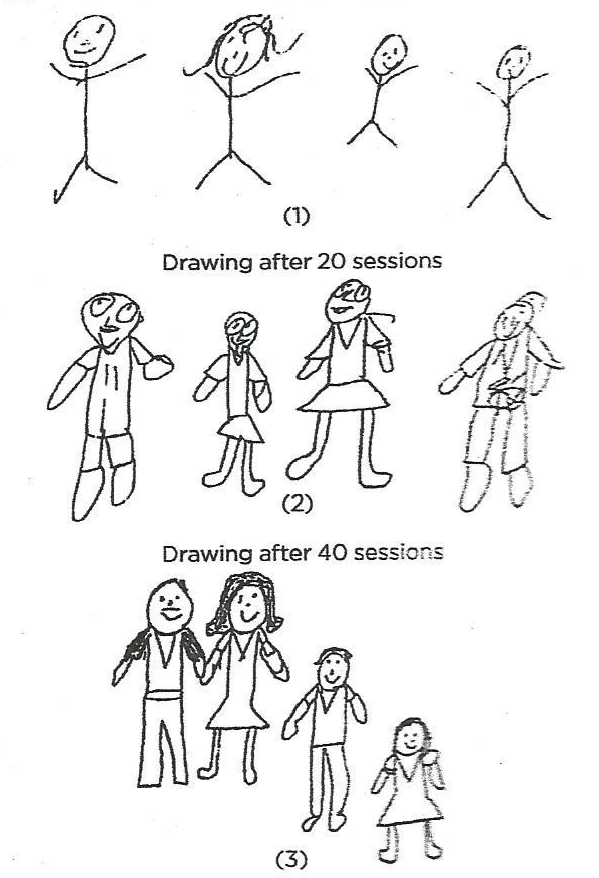 (1)
Drawing after 20 sessions
(2)
Drawing after 40 sessions
(3)